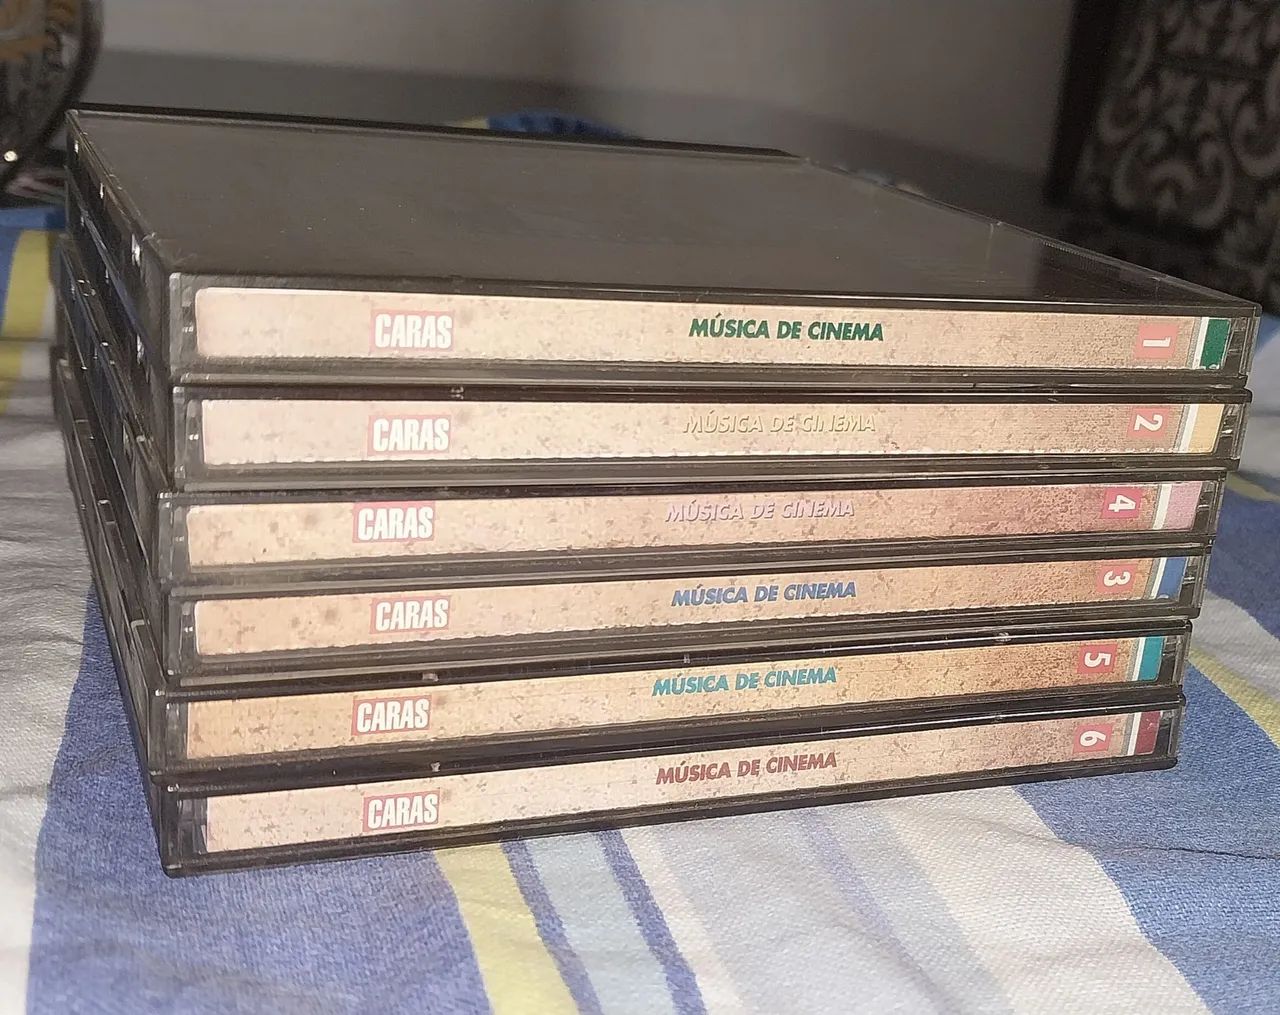 CARAS MÚSICA DE CINEMA 1
CARAS MÚSICA DE CINEMA 2
CARAS MÚSICA DE CINEMA 4
CARAS MÚSICA DE CINEMA 3
CARAS MÚSICA DE CINEMA 5
CARAS MÚSICA DE CINEMA 6